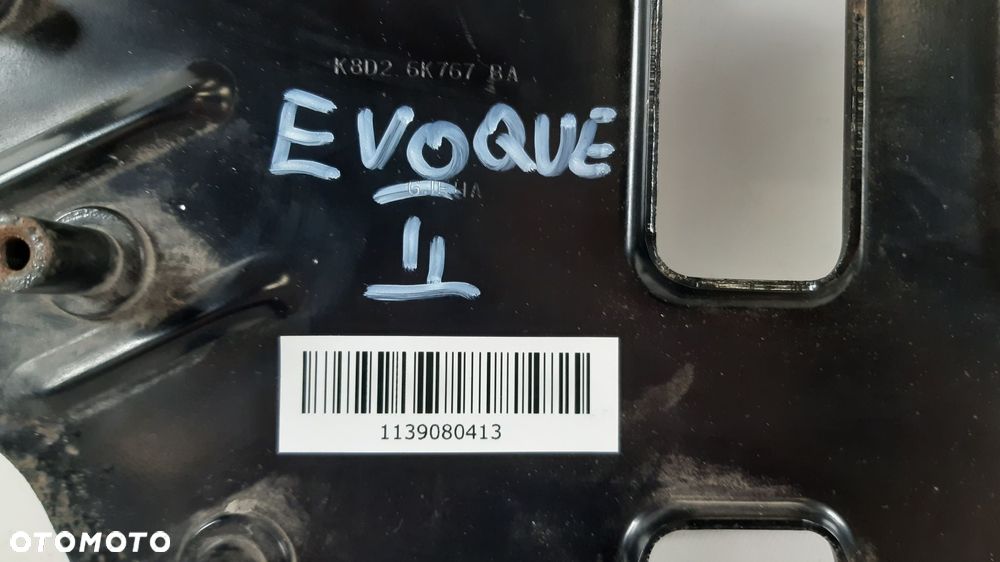 K8D2 6K767 BA
EVOQUE
II
1139080413
OTOMOTO